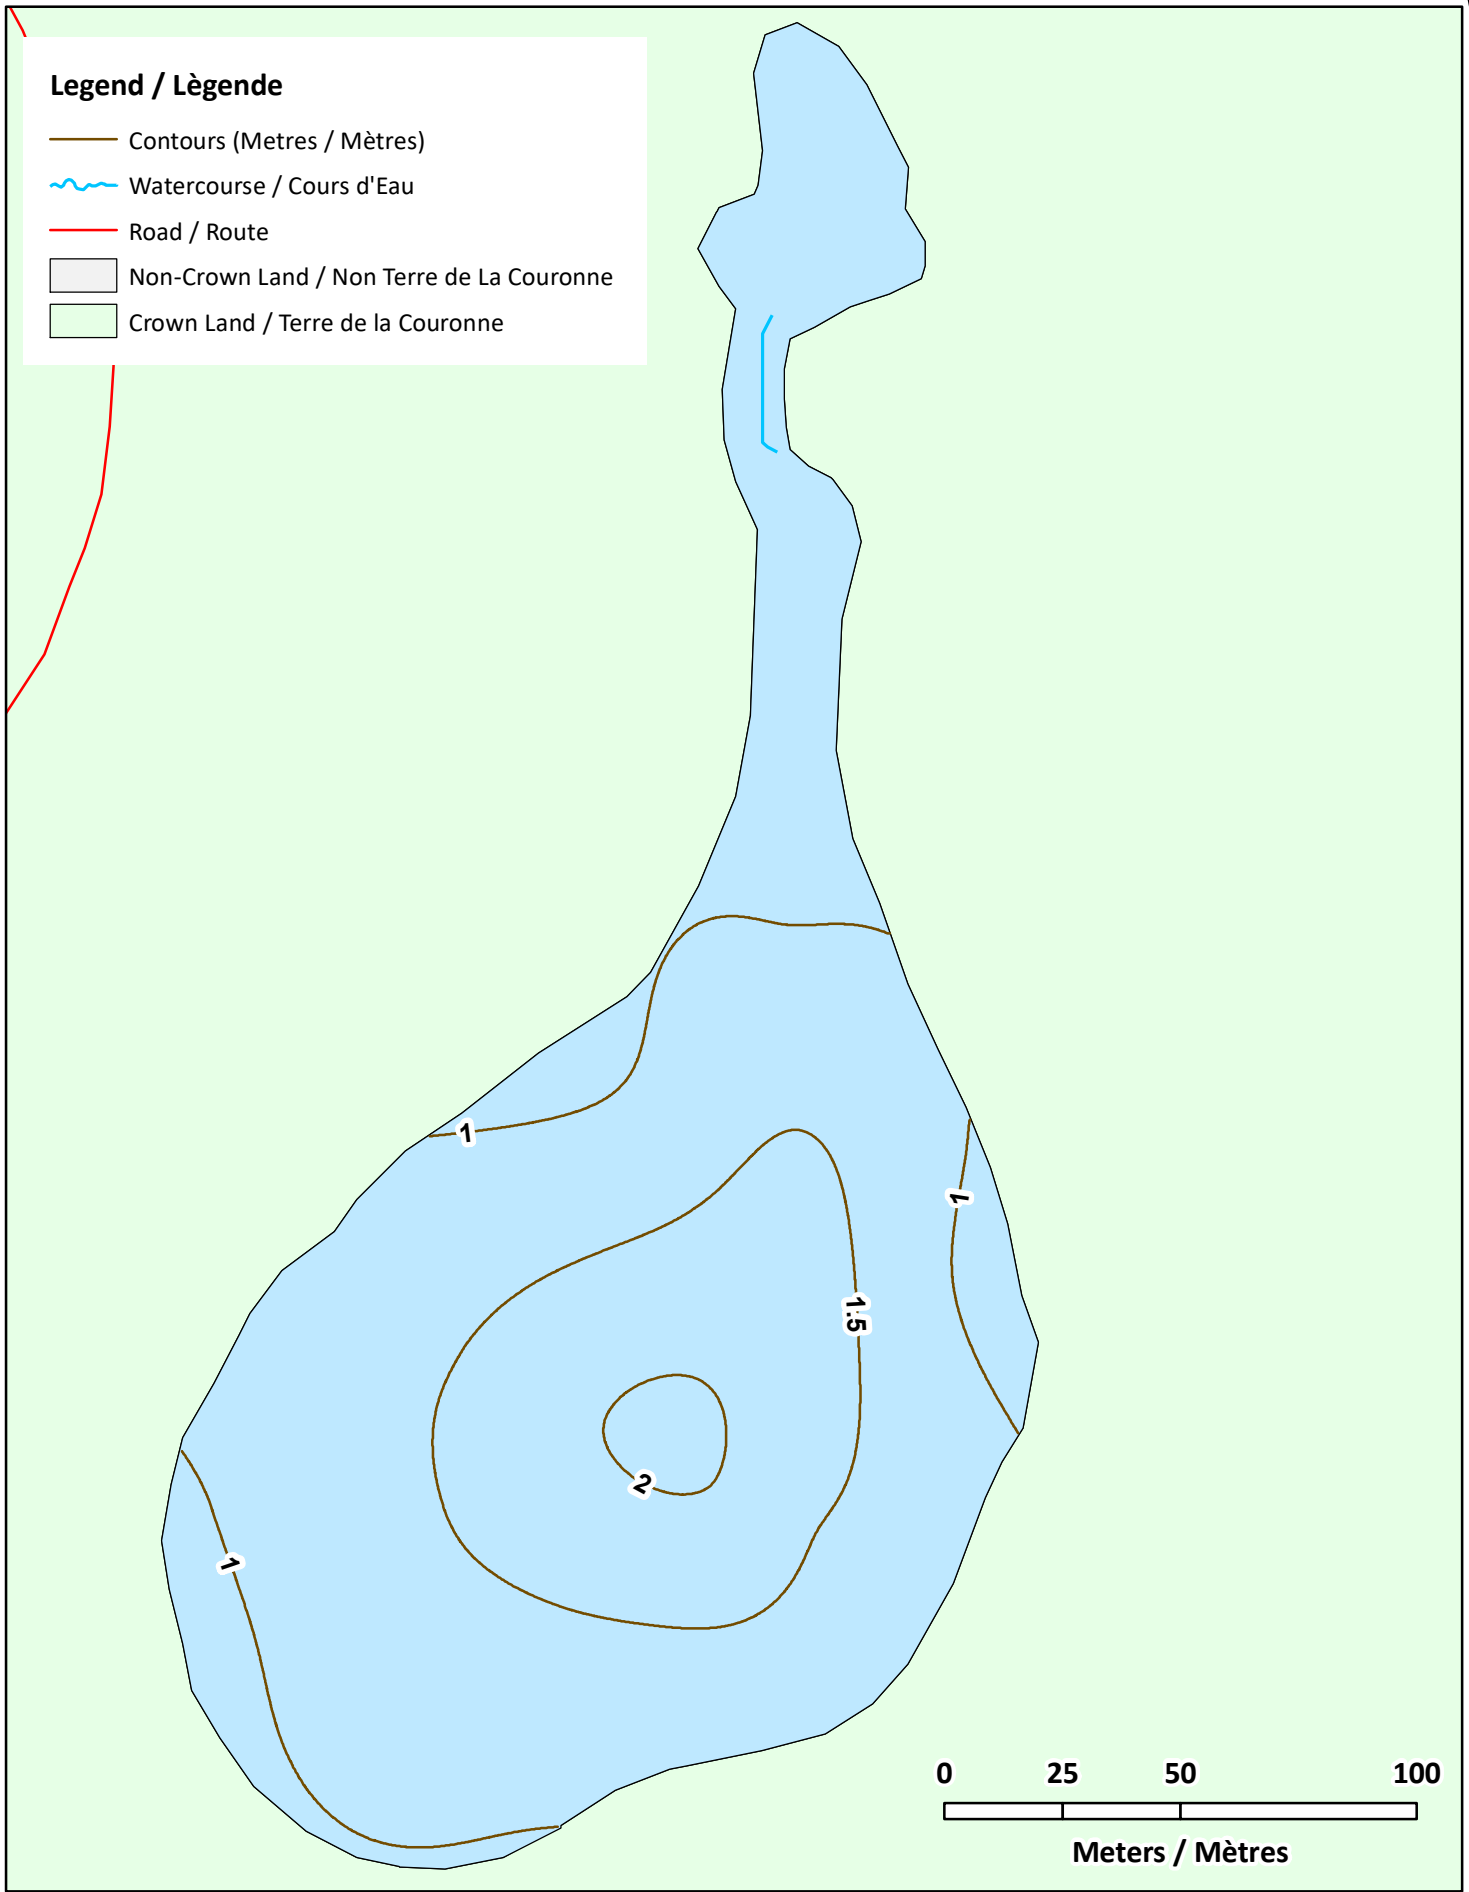 Legend / Lègende
Contours (Metres / Mètres)
Watercourse / Cours d'Eau
Road / Route
Non-Crown Land / Non Terre de La Couronne
Crown Land / Terre de la Couronne
1
1
1.5
2
1
0 25 50 100
Meters / Mètres